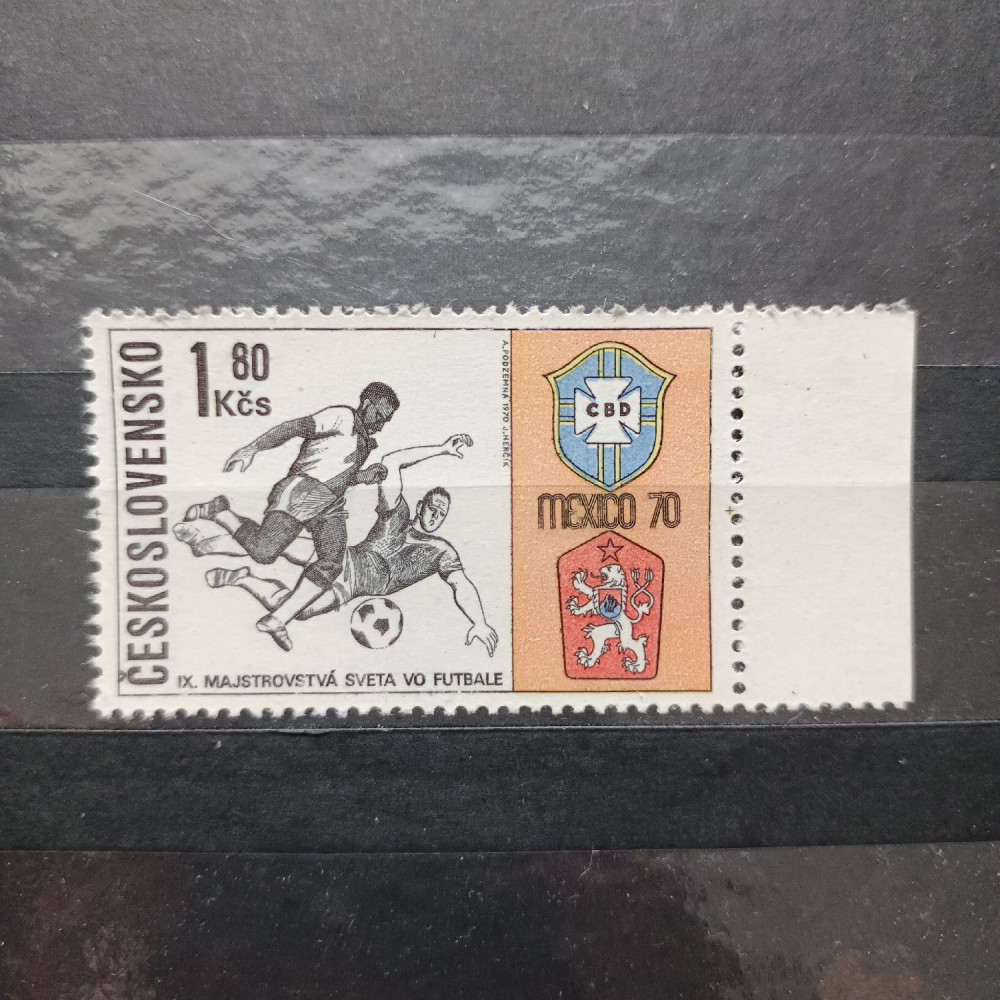 ČESKOSLOVENSKO
1 80
Kčs
A. PODZEMNÁ 1970 J. HERČÍK
CBD
MEXICO 70
IX. MAJSTROVSTVÁ SVETA VO FUTBALE